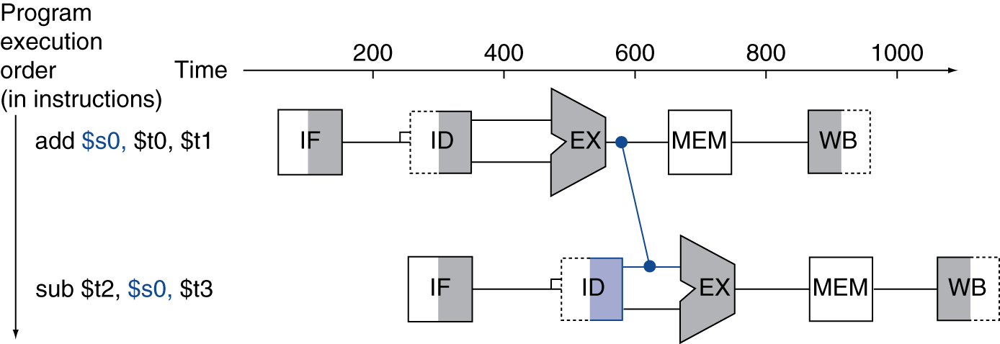 Program
execution
order
(in instructions)
Time
200 400 600 800 1000
add $s0, $t0, $t1
IF ID EX MEM WB
sub $t2, $s0, $t3
IF ID EX MEM WB